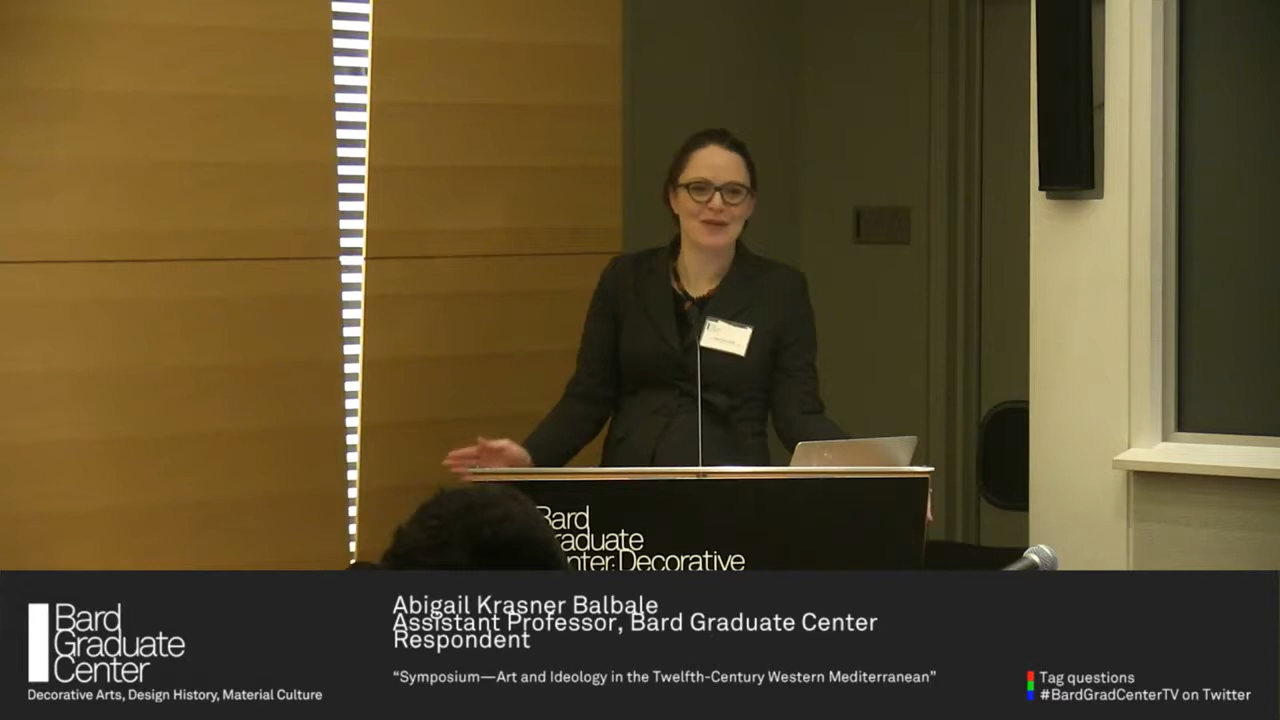 Bard
Graduate
Center: Decorative
Bard
Graduate
Center
Decorative Arts, Design History, Material Culture
Abigail Krasner Balbale
Assistant Professor, Bard Graduate Center
Respondent
“Symposium—Art and Ideology in the Twelfth-Century Western Mediterranean”
Tag questions
#BardGradCenterTV on Twitter